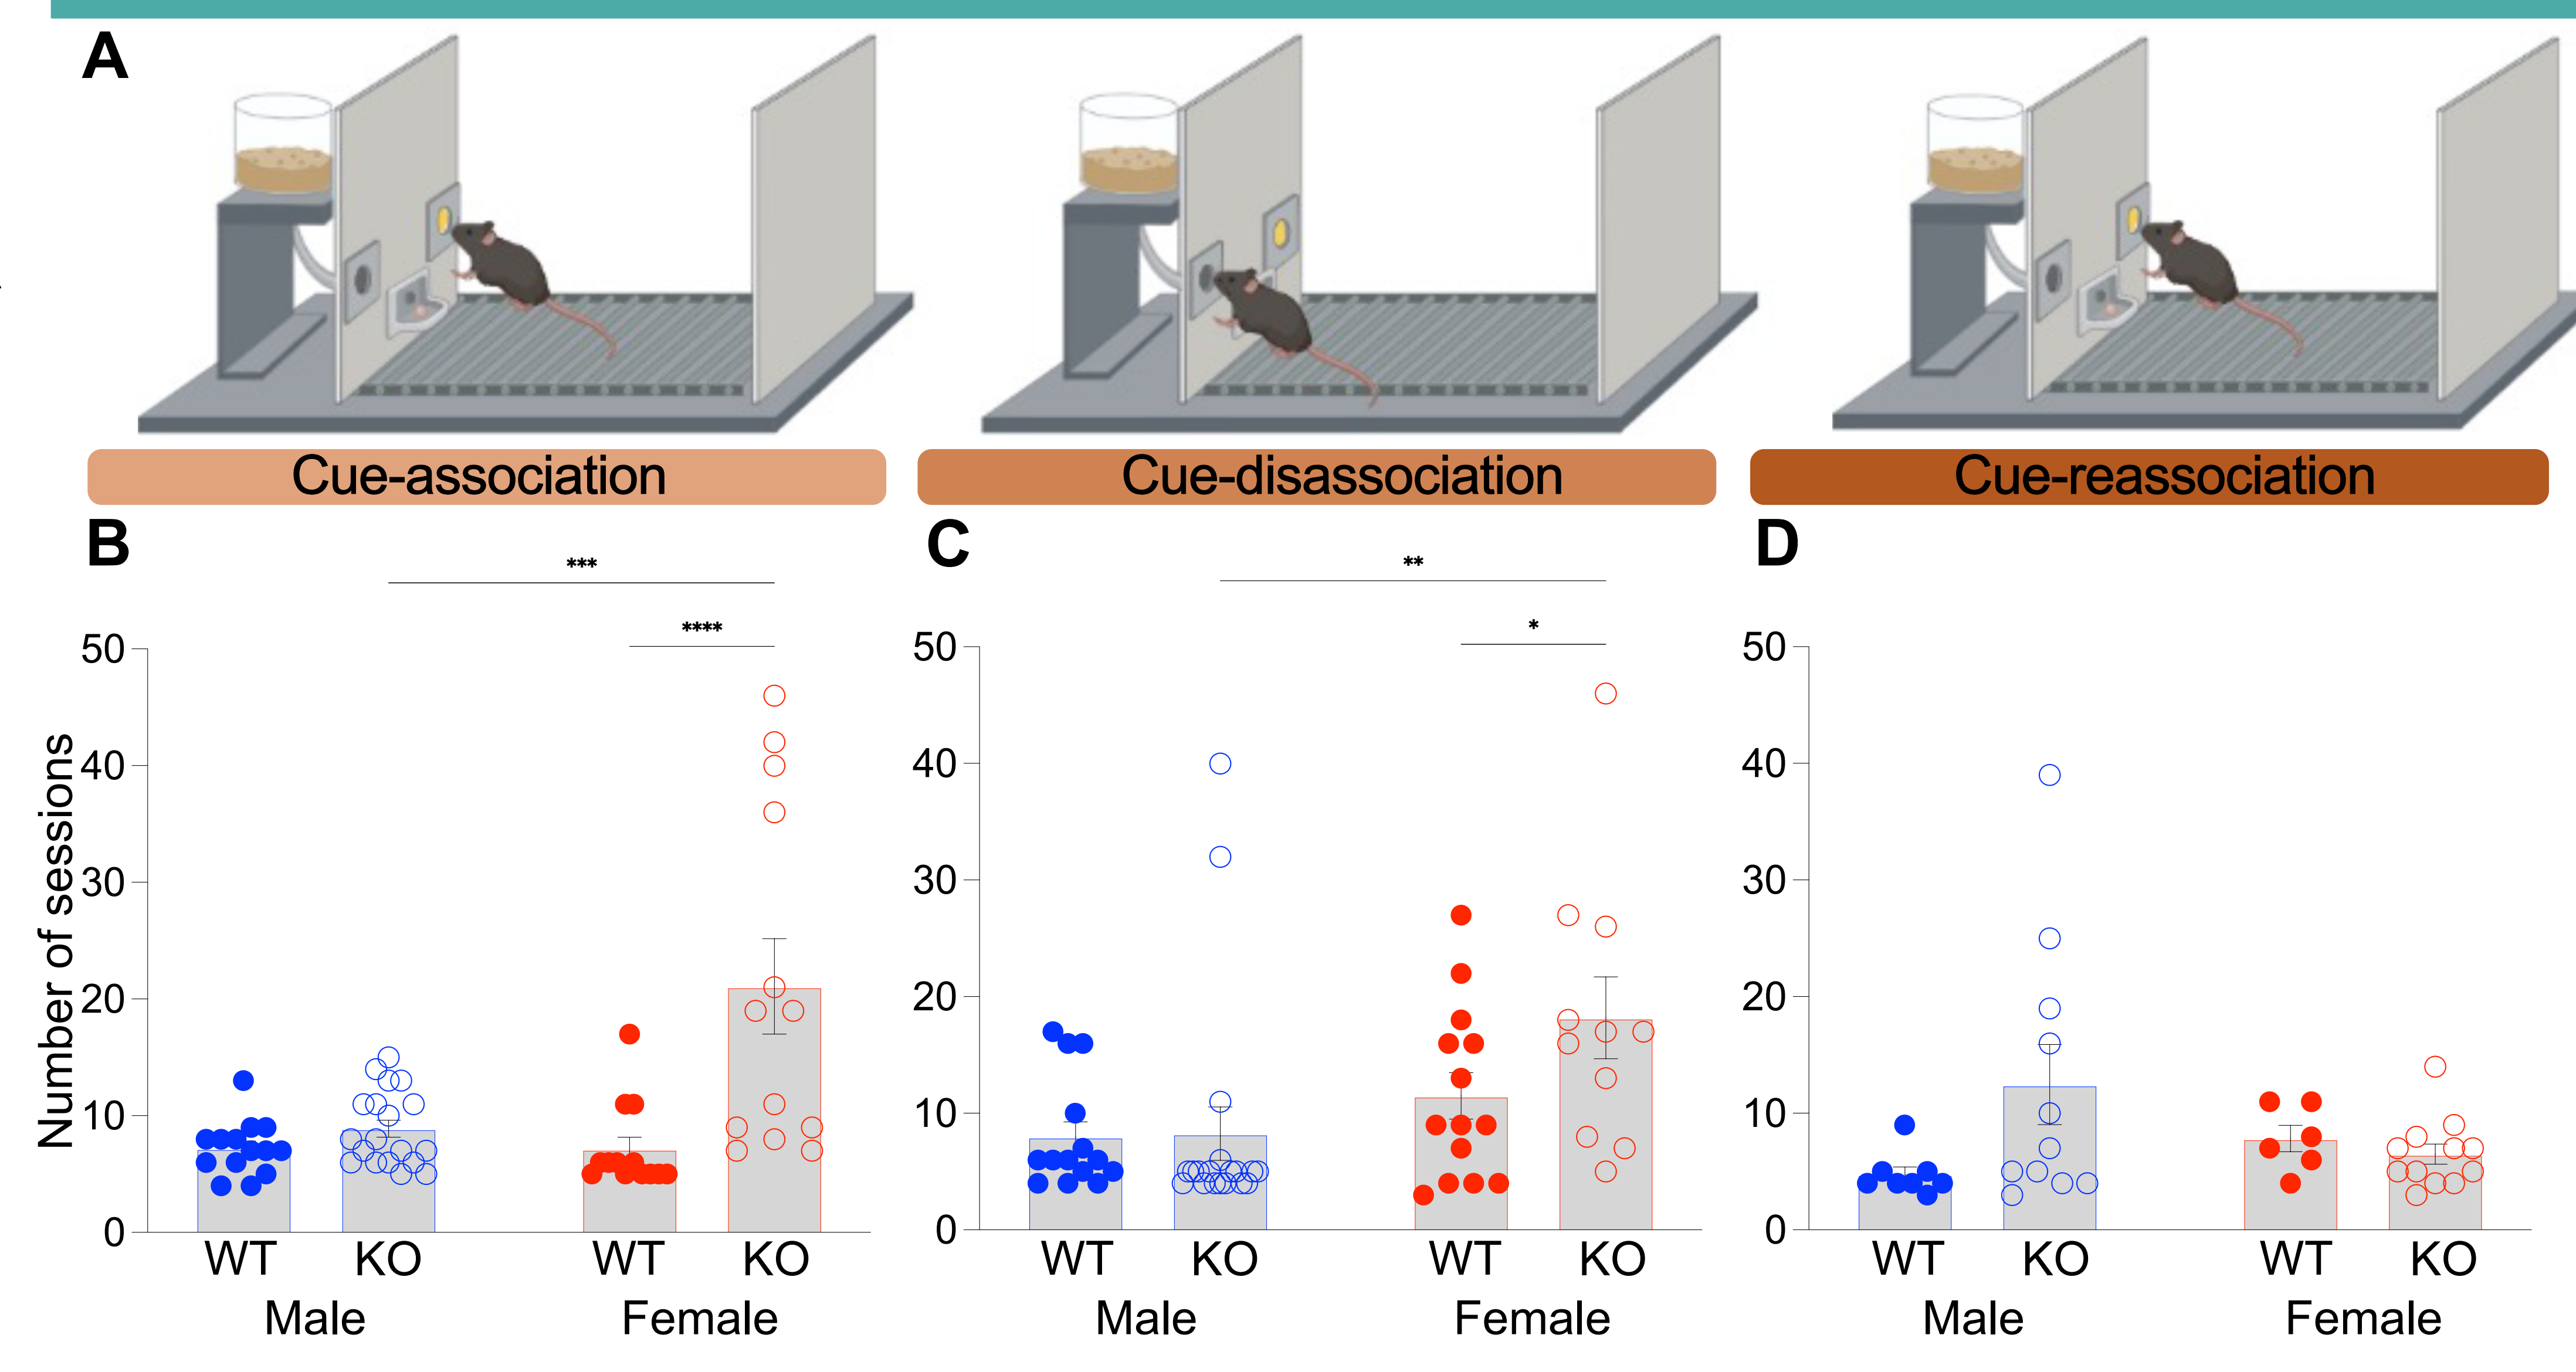 A
Cue-association
Cue-disassociation
Cue-reassociation
B
***
****
Number of sessions
50
40
30
20
10
0
WT KO WT KO
Male Female
C
**
*
50
40
30
20
10
0
WT KO WT KO
Male Female
D
50
40
30
20
10
0
WT KO WT KO
Male Female